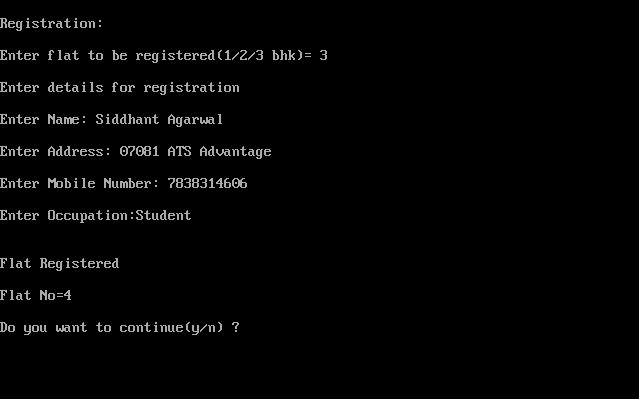 Registration:
Enter flat to be registered(1/2/3 bhk)= 3
Enter details for registration
Enter Name: Siddhant Agarwal
Enter Address: 07081 ATS Advantage
Enter Mobile Number: 7838314606
Enter Occupation:Student
Flat Registered
Flat No=4
Do you want to continue(y/n) ?